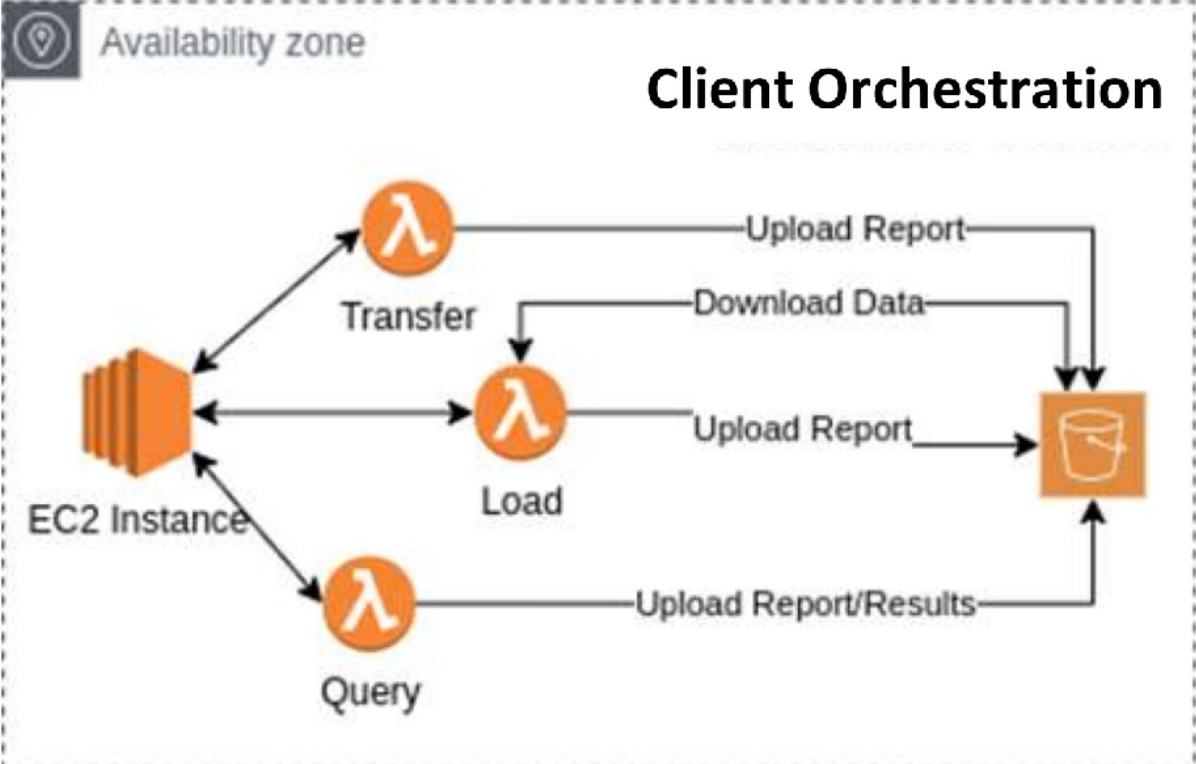 Availability zone
Client Orchestration
Upload Report
Transfer
Download Data
Upload Report
Load
EC2 Instance
Upload Report/Results
Query